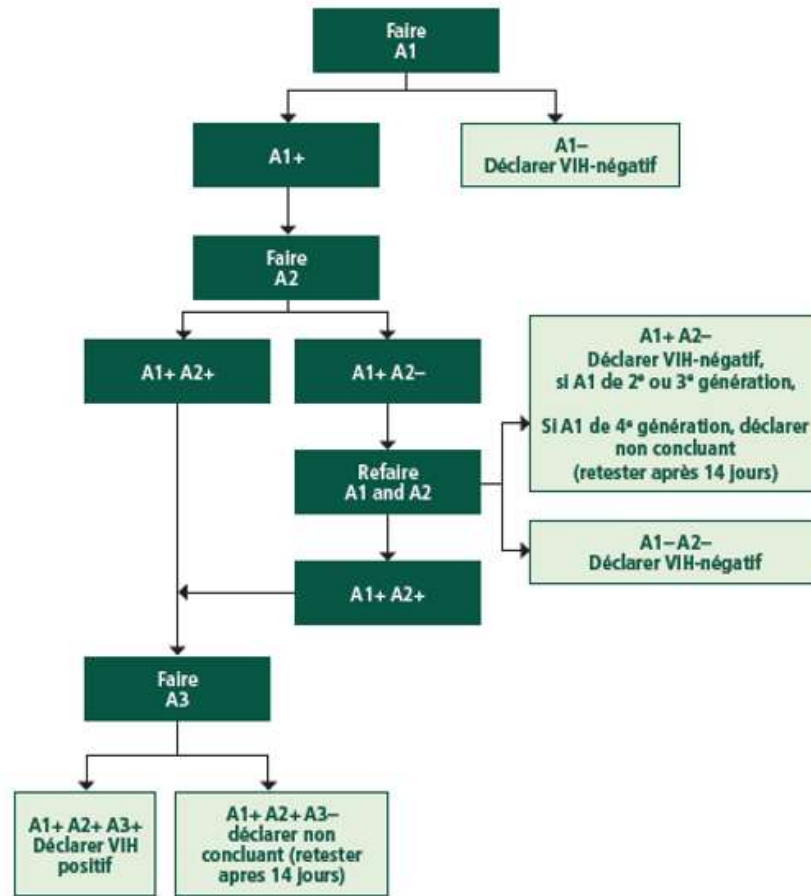 Faire
A1
A1+
A1–
Déclarer VIH-négatif
Faire
A2
A1+ A2+
A1+ A2–
A1+ A2–
Déclarer VIH-négatif,
si A1 de 2e ou 3e génération,
Si A1 de 4e génération, déclarer
non concluant
(retester après 14 jours)
Refaire
A1 and A2
A1– A2–
Déclarer VIH-négatif
A1+ A2+
Faire
A3
A1+ A2+ A3+
Déclarer VIH
positif
A1+ A2+ A3–
déclarer non
concluant (retester
apres 14 jours)